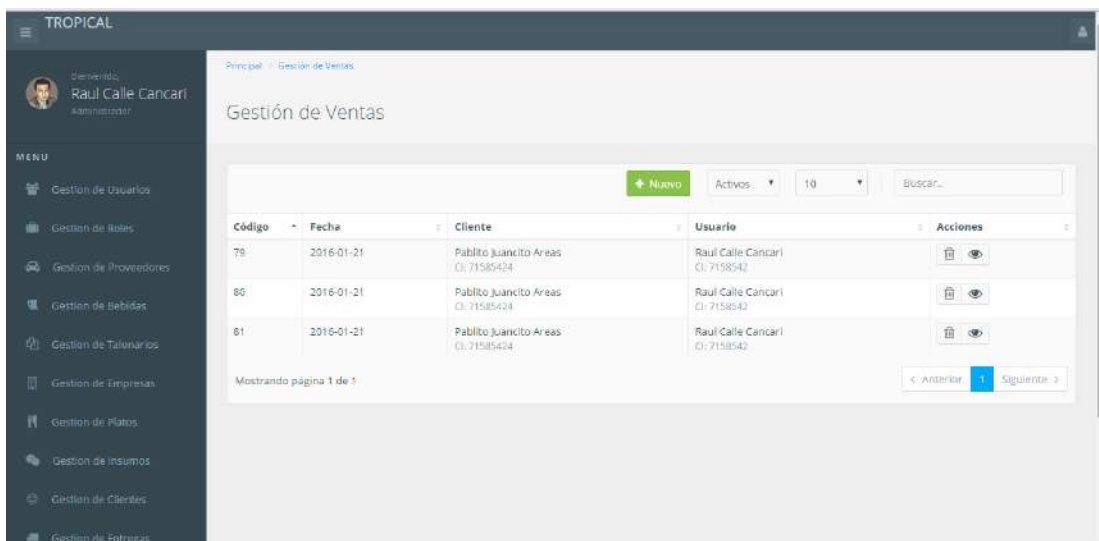 TROPICAL
Bienvenido,
Raul Calle Cancari
Administrador
MENU
Gestion de Usuarios
Gestion de Roles
Gestion de Proveedores
Gestion de Bebidas
Gestion de Talonarios
Gestion de Empresas
Gestion de Platos
Gestion de Insumos
Gestion de Clientes
Gestion de Entregas
Principal / Gestión de Ventas
Gestión de Ventas
+ Nuevo Activos 10 Buscar...
Código Fecha Cliente Usuario Acciones
79 2016-01-21 Pablito Juancito Areas Raul Calle Cancari
CI: 71585424 CI: 7158542
80 2016-01-21 Pablito Juancito Areas Raul Calle Cancari
CI: 71585424 CI: 7158542
81 2016-01-21 Pablito Juancito Areas Raul Calle Cancari
CI: 71585424 CI: 7158542
Mostrando página 1 de 1
< Anterior 1 Siguiente >